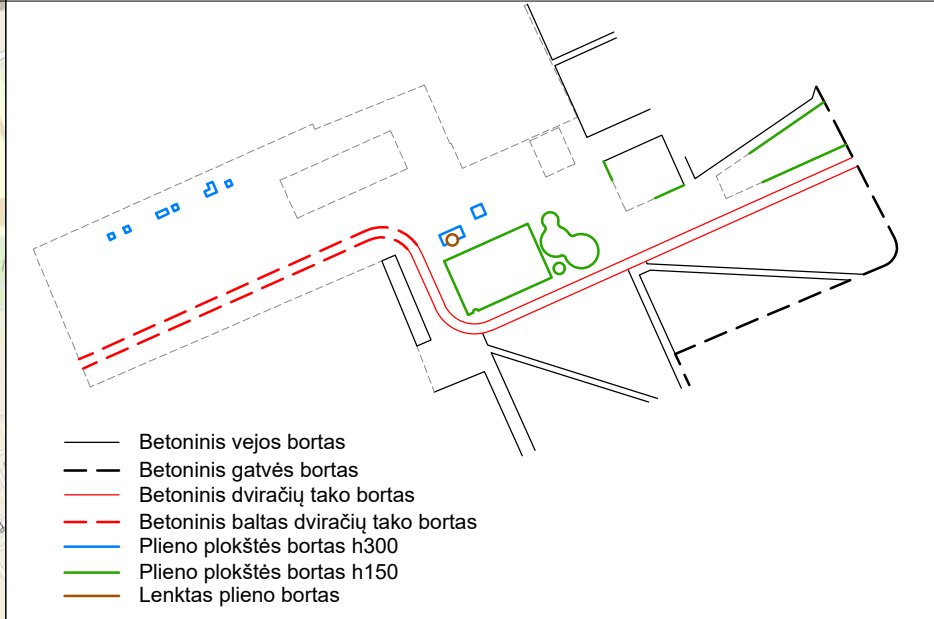 Betoninis vejos bortas
Betoninis gatvės bortas
Betoninis dviračių tako bortas
Betoninis baltas dviračių tako bortas
Plieno plokštės bortas h300
Plieno plokštės bortas h150
Lenktas plieno bortas